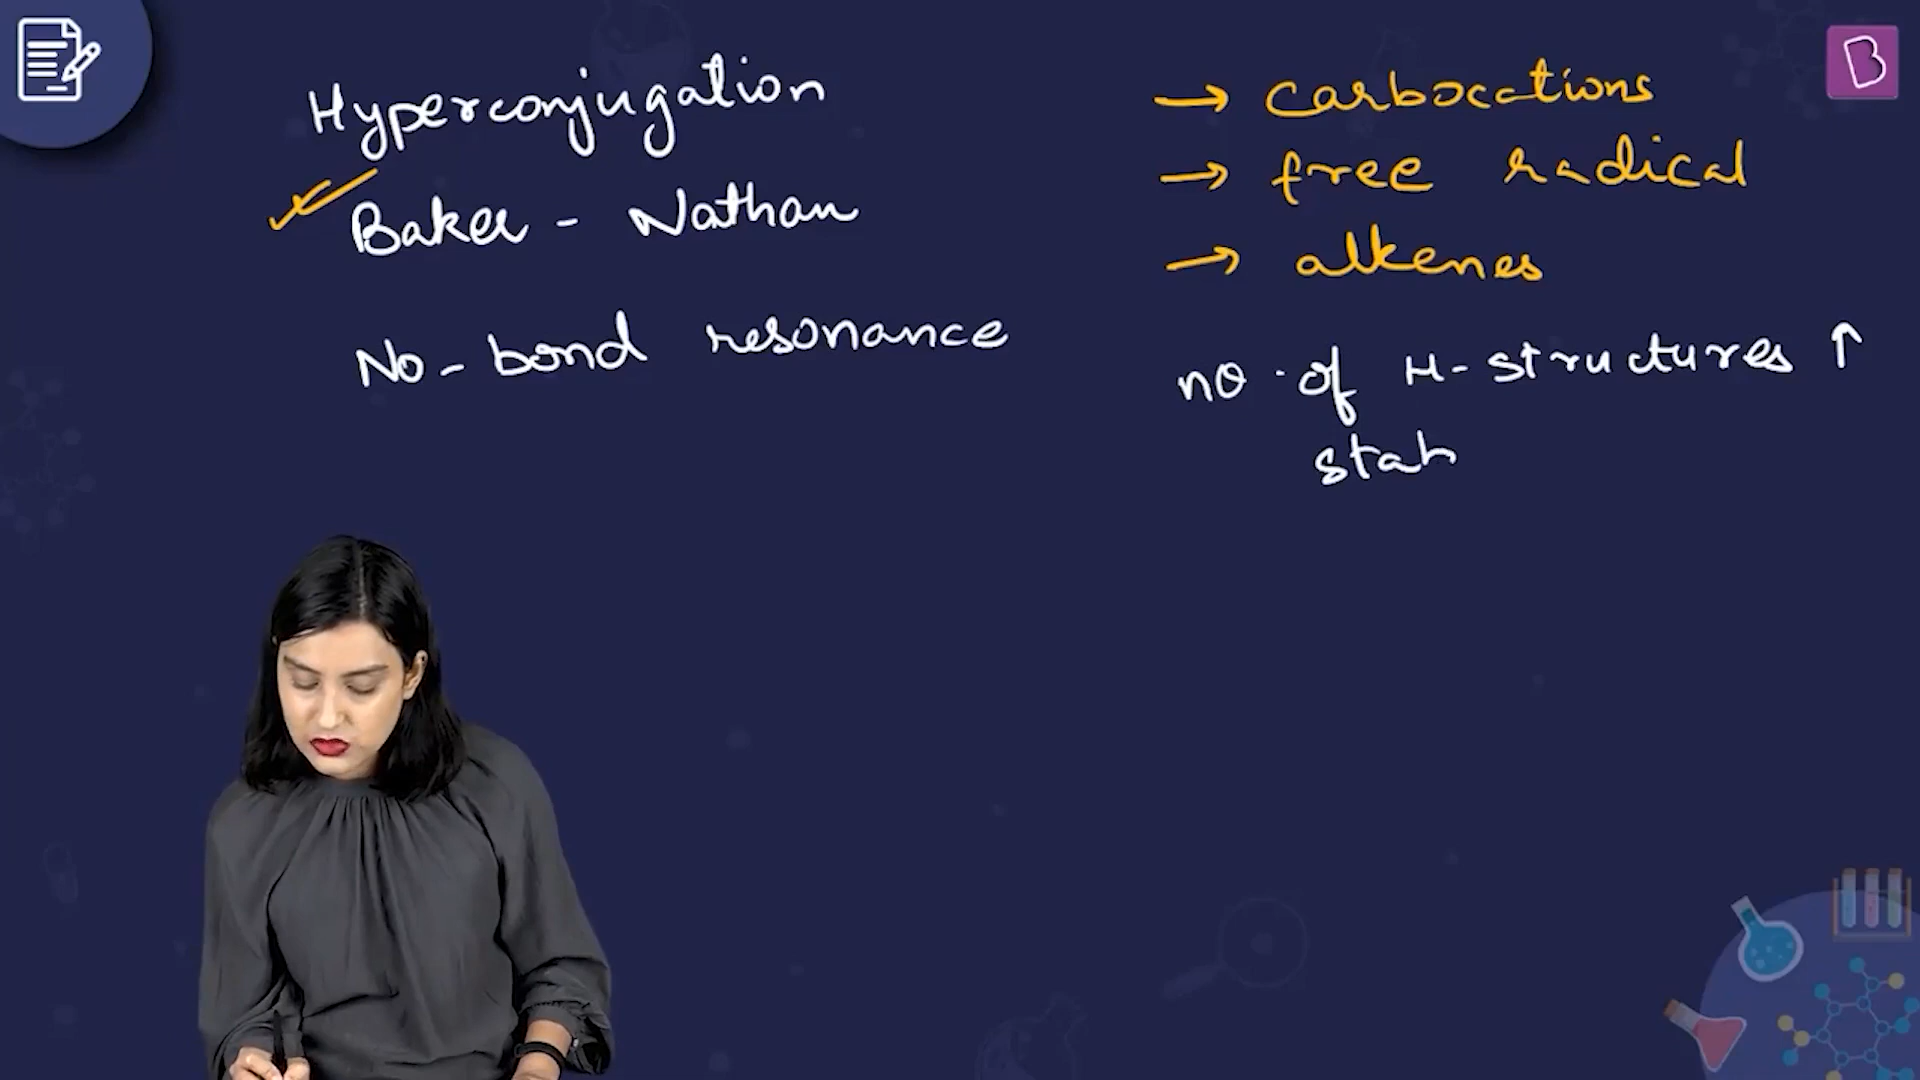 Hyperconjugation
Baker - Nathan
No-bond resonance
→ carbocations
→ free radical
→ alkenes
no. of H-structures ↑
stab
B